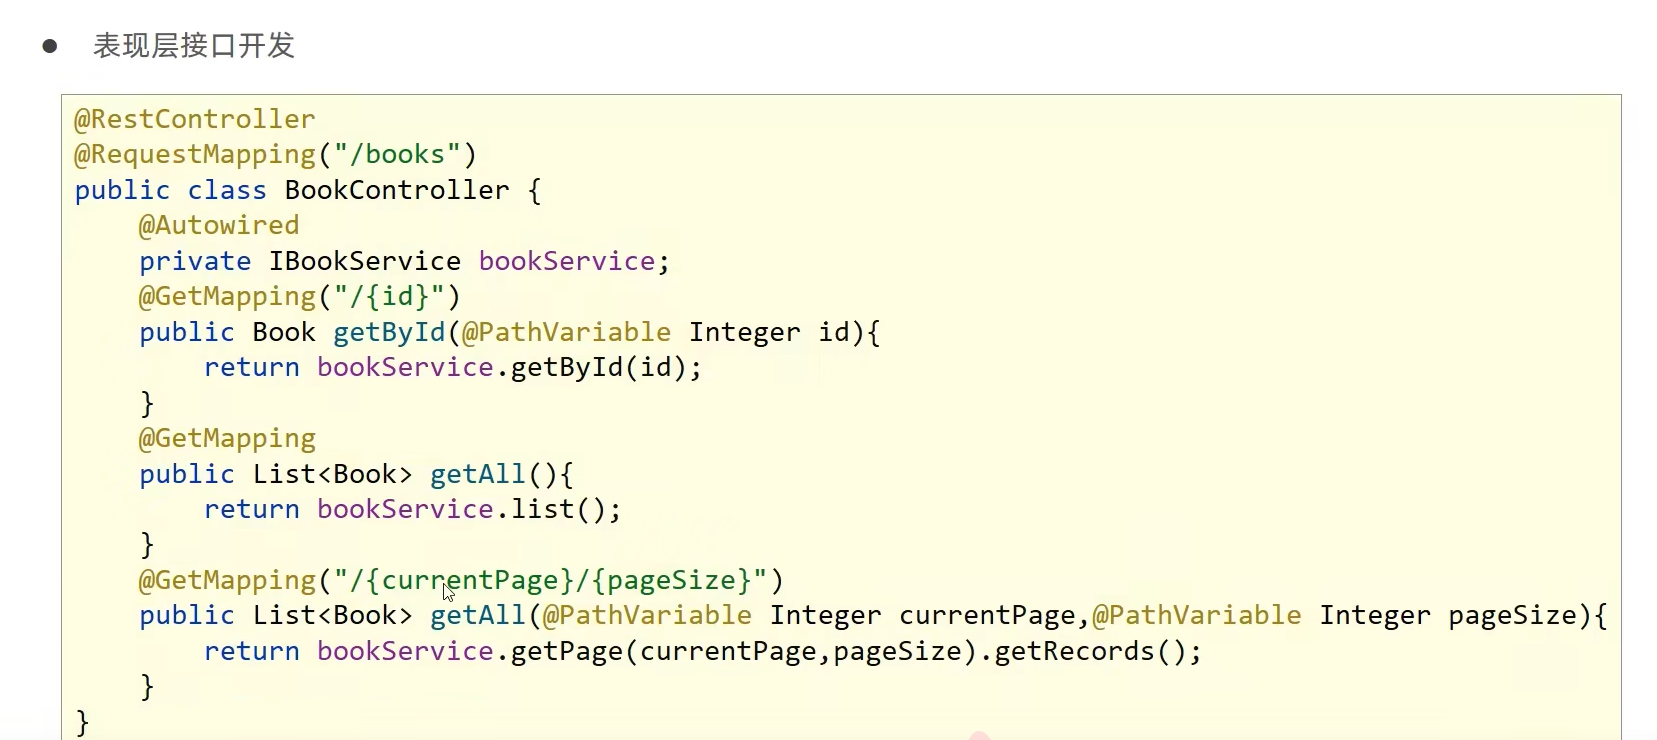 ● 表现层接口开发
@RestController
@RequestMapping("/books")
public class BookController {
    @Autowired
    private IBookService bookService;
    @GetMapping("/{id}")
    public Book getById(@PathVariable Integer id){
        return bookService.getById(id);
    }
    @GetMapping
    public List<Book> getAll(){
        return bookService.list();
    }
    @GetMapping("/{currentPage}/{pageSize}")
    public List<Book> getAll(@PathVariable Integer currentPage,@PathVariable Integer pageSize){
        return bookService.getPage(currentPage,pageSize).getRecords();
    }
}